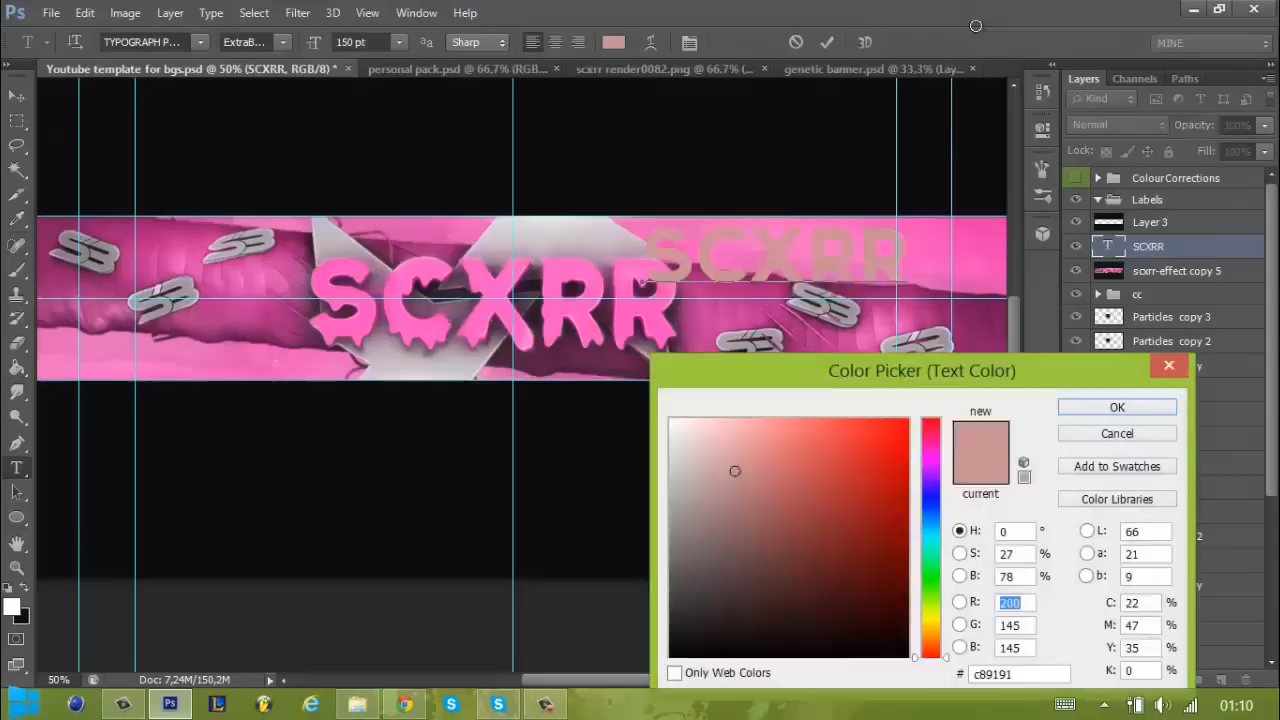 Ps File Edit Image Layer Type Select Filter 3D View Window Help
T TYPOGRAPH P... ExtraB... 150 pt Sharp 3D MINE
Youtube template for bgs.psd @ 50% (SCXRR, RGB/8) * × personal pack.psd @ 66,7% (RGB... × scxrr render0082.png @ 66,7% (... × genetic banner.psd @ 33,3% (Lay... ×
Layers Channels Paths
Kind
Normal Opacity: 100%
Lock: Fill: 100%
ColourCorrections
Labels
Layer 3
SCXRR
scxrr-effect copy 5
cc
Particles copy 3
Particles copy 2
SCXRR
SCXRR
Color Picker (Text Color)
new
current
OK
Cancel
Add to Swatches
Color Libraries
H: 0 ° L: 66
S: 27 % a: 21
B: 78 % b: 9
R: 200 C: 22 %
G: 145 M: 47 %
B: 145 Y: 35 %
# c89191 K: 0 %
Only Web Colors
50% Doc: 7,24M/150,2M
01:10